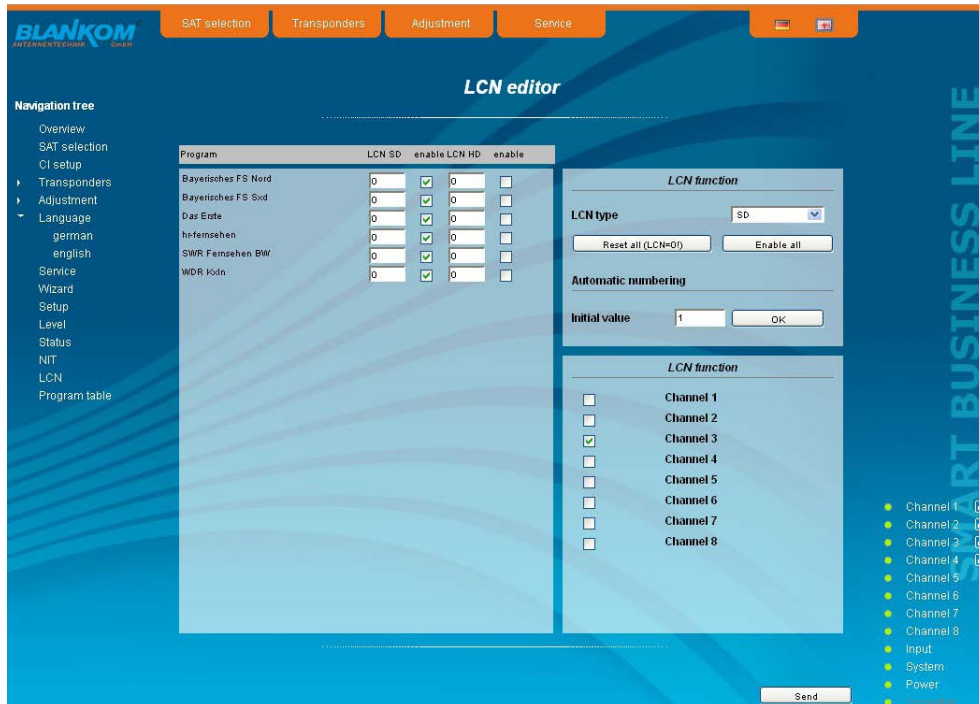 BLANKOM
ANTENNENTECHNIK GmbH
SAT selection Transponders Adjustment Service
LCN editor
Navigation tree
Overview
SAT selection
CI setup
Transponders
Adjustment
Language
german
english
Service
Wizard
Setup
Level
Status
NIT
LCN
Program table
Program LCN SD enable LCN HD enable
Bayerisches FS Nord 0 0
Bayerisches FS Sxd 0 0
Das Erste 0 0
hr-fernsehen 0 0
SWR Fernsehen BW 0 0
WDR Kxln 0 0
LCN function
LCN type SD
Reset all (LCN=0!) Enable all
Automatic numbering
Initial value 1 OK
LCN function
Channel 1
Channel 2
Channel 3
Channel 4
Channel 5
Channel 6
Channel 7
Channel 8
Send
SMART BUSINESS LINE
Channel 1
Channel 2
Channel 3
Channel 4
Channel 5
Channel 6
Channel 7
Channel 8
Input
System
Power